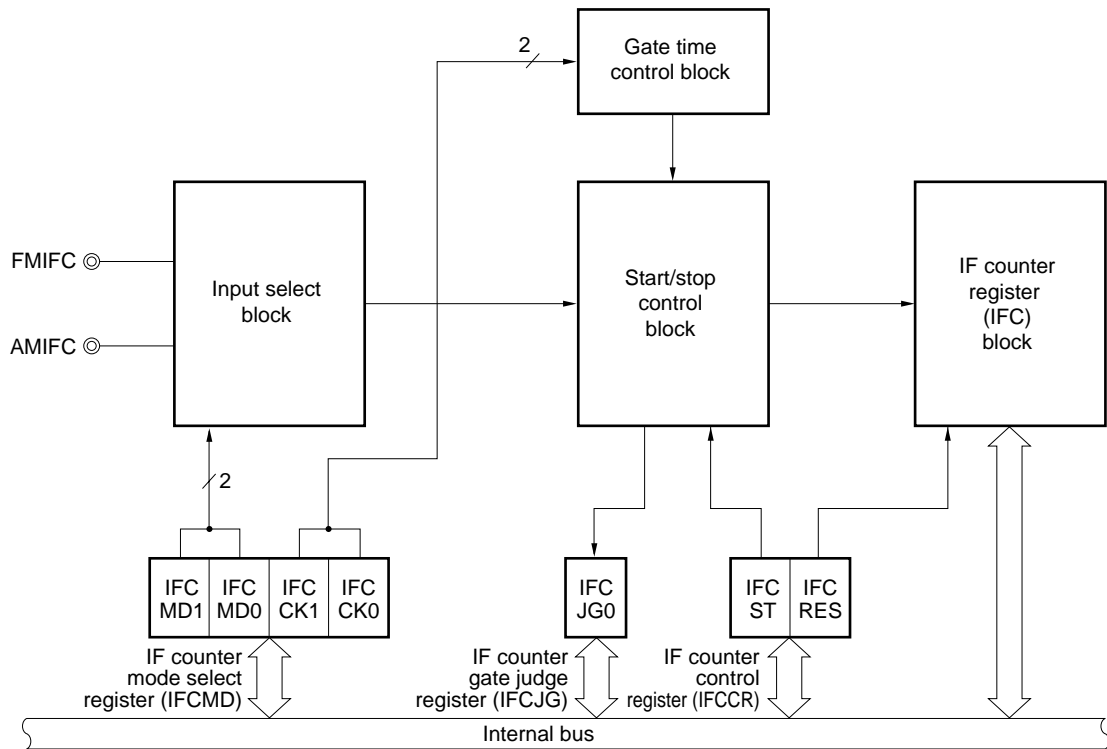 2
Gate time
control block
FMIFC
AMIFC
Input select
block
Start/stop
control
block
IF counter
register
(IFC)
block
2
IFC
MD1
IFC
MD0
IFC
CK1
IFC
CK0
IFC
JG0
IFC
ST
IFC
RES
IF counter
mode select
register (IFCMD)
IF counter
gate judge
register (IFCJG)
IF counter
control
register (IFCCR)
Internal bus